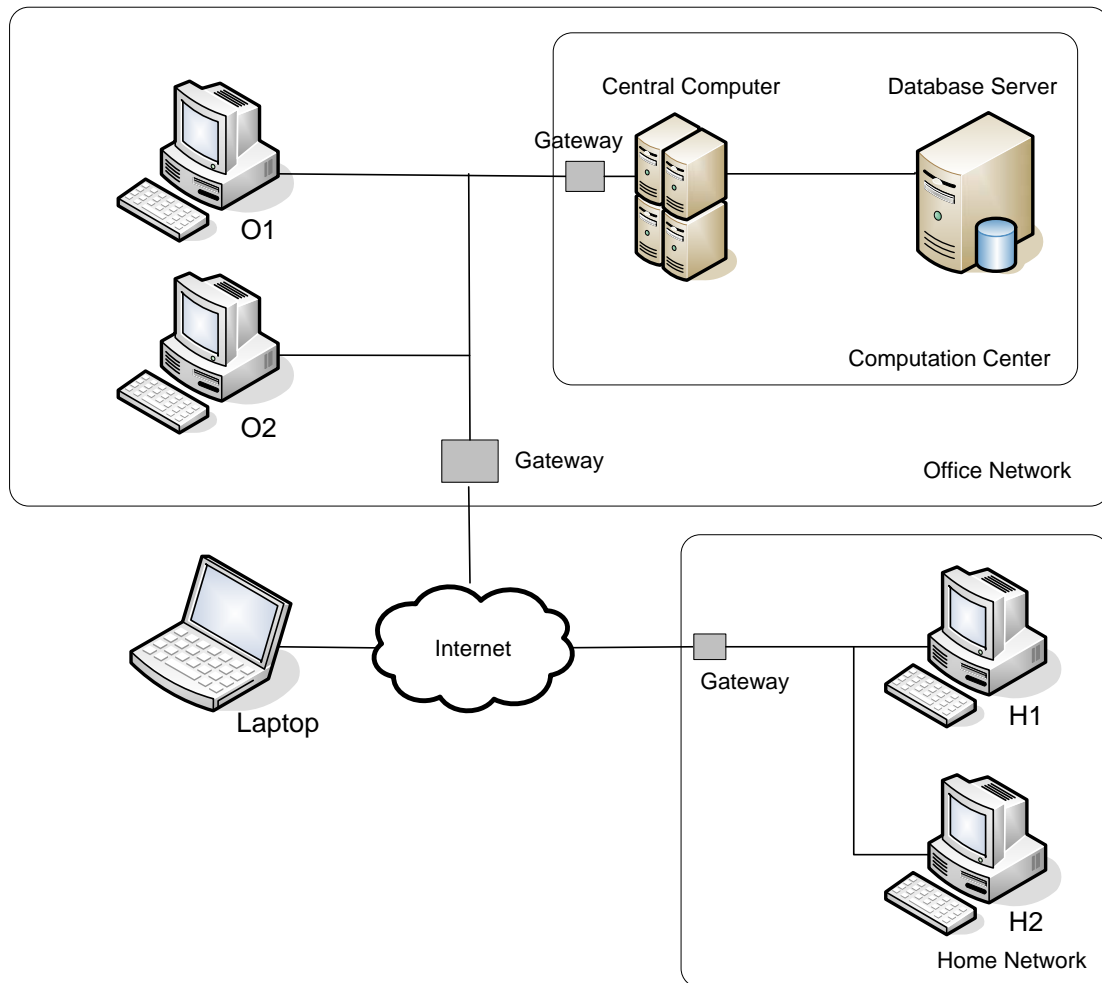 Central Computer
Database Server
Gateway
O1
Computation Center
O2
Gateway
Office Network
Internet
Laptop
Gateway
H1
H2
Home Network